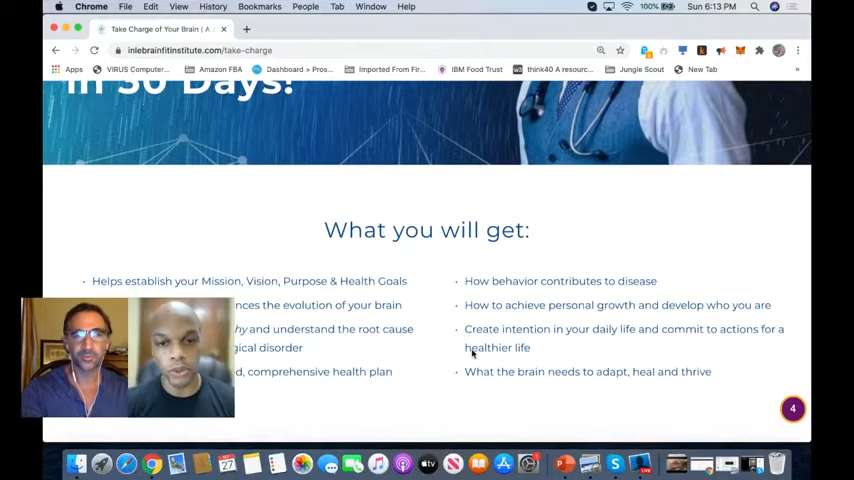 Chrome File Edit View History Bookmarks People Tab Window Help 100% Sun 6:13 PM
Take Charge of Your Brain | A
inlebrainfitinstitute.com/take-charge
Apps VIRUS Computer... Amazon FBA Dashboard > Pros... Imported From Fir... IBM Food Trust think40 A resourc... Jungle Scout New Tab »
in 30 Days!
What you will get:
· Helps establish your Mission, Vision, Purpose & Health Goals
nces the evolution of your brain
hy and understand the root cause
gical disorder
d, comprehensive health plan
· How behavior contributes to disease
· How to achieve personal growth and develop who you are
· Create intention in your daily life and commit to actions for a
healthier life
· What the brain needs to adapt, heal and thrive
4
OCT
27
tv